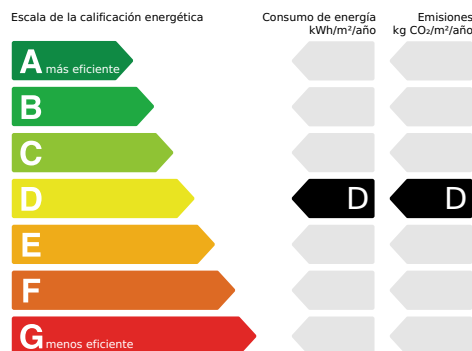 Escala de la calificación energética
Consumo de energía
kWh/m²/año
Emisiones
kg CO₂/m²/año
A más eficiente
B
C
D D D
E
F
G menos eficiente